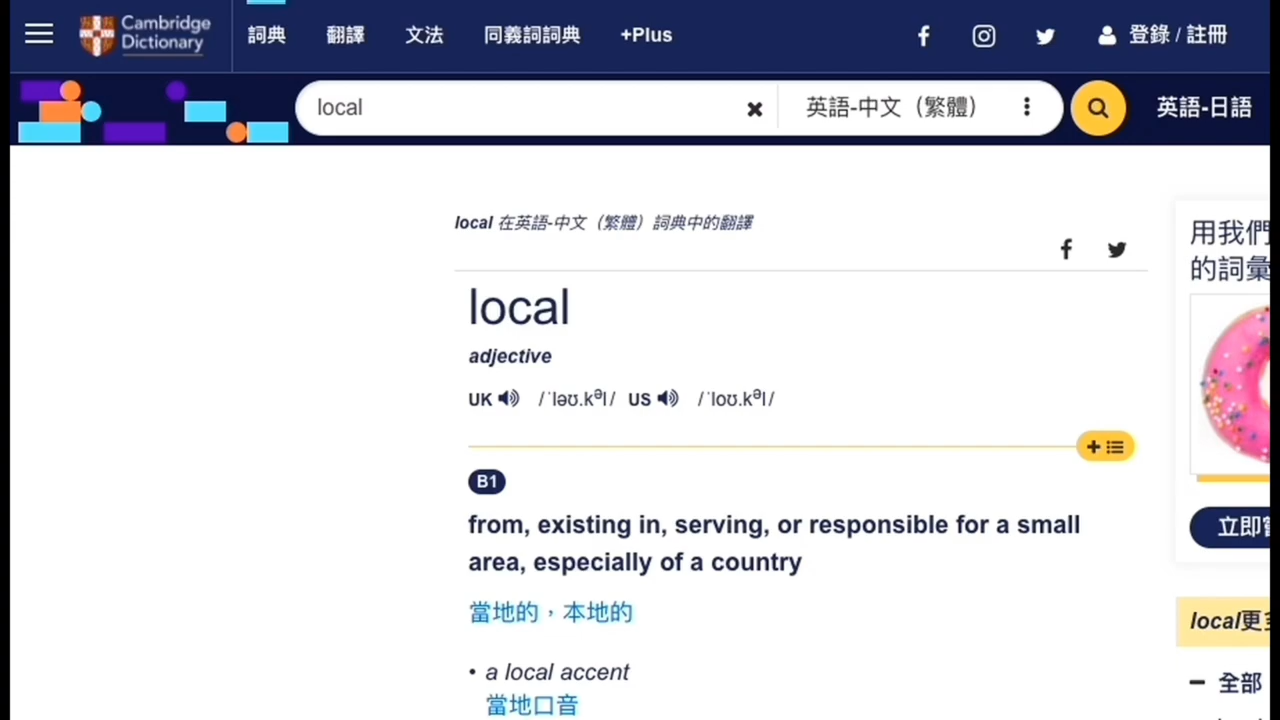 Cambridge
Dictionary
詞典 翻譯 文法 同義詞詞典 +Plus 登錄 / 註冊
local 英語-中文（繁體） 英語-日語
local 在英語-中文（繁體）詞典中的翻譯
用我們
的詞彙
local
adjective
UK /ˈləʊ.kᵊl/ US /ˈloʊ.kᵊl/
B1
from, existing in, serving, or responsible for a small
area, especially of a country
當地的，本地的
立即
local更
• a local accent
當地口音
全部